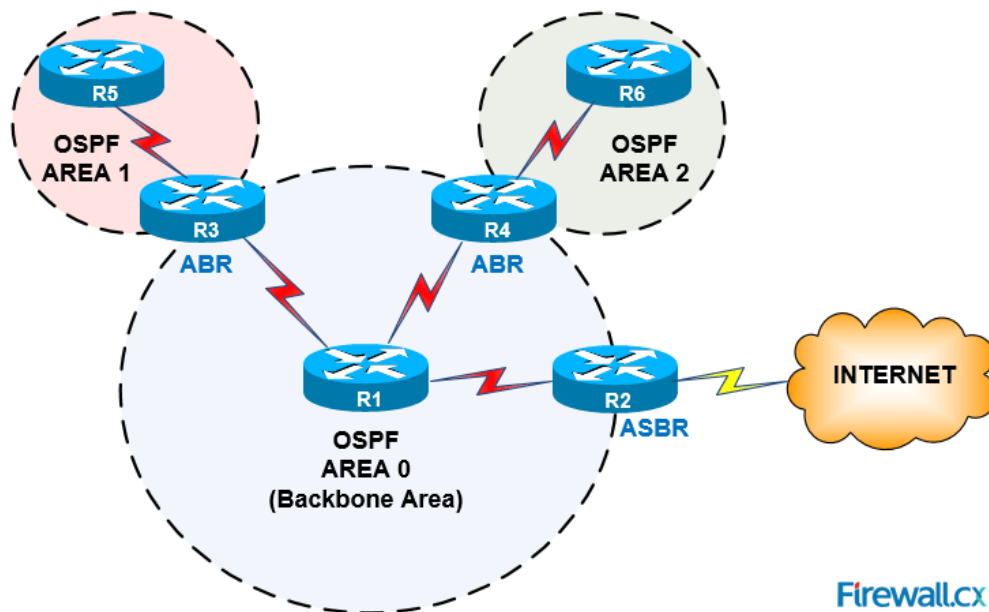 R5
OSPF
AREA 1
R6
OSPF
AREA 2
R3
ABR
R4
ABR
R1
R2
ASBR
INTERNET
OSPF
AREA 0
(Backbone Area)
Firewall.cx